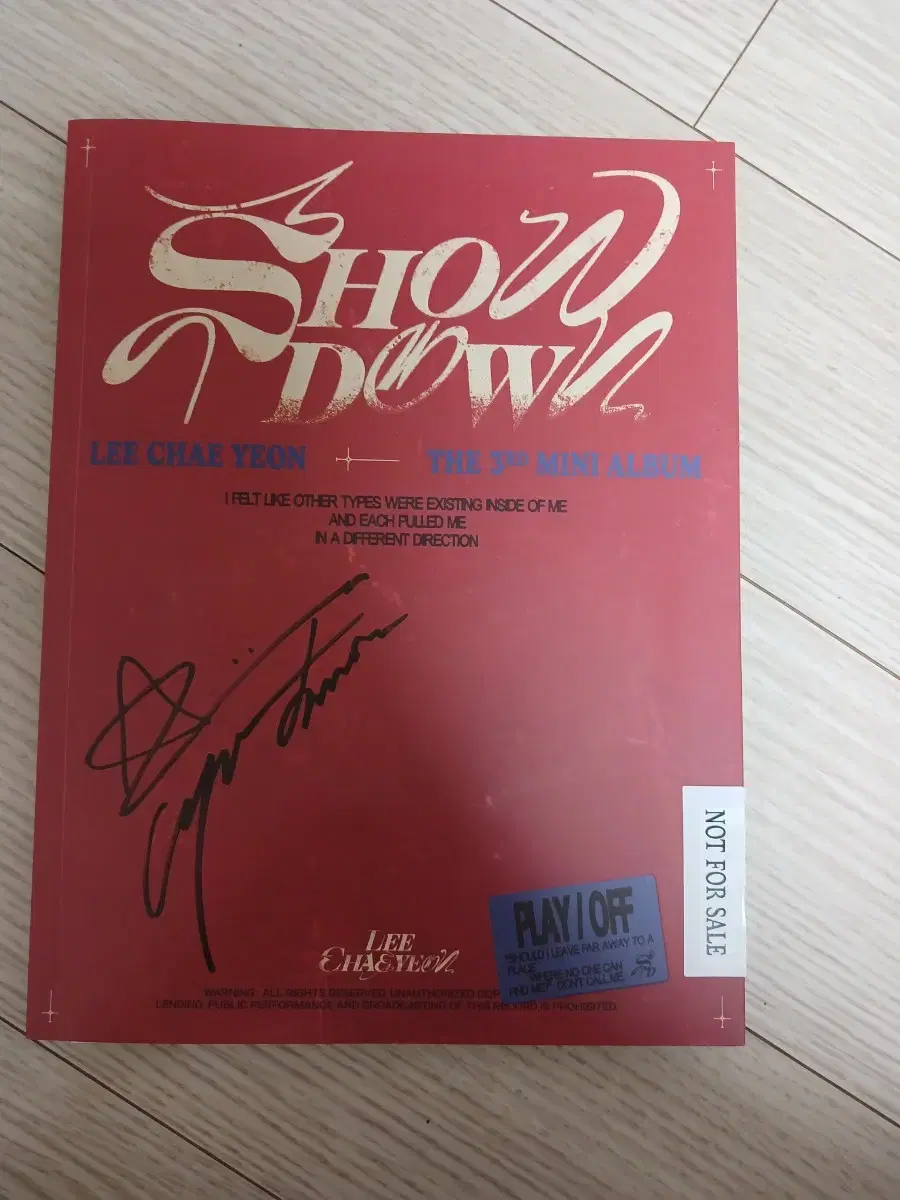 SHOW
DOWN
LEE CHAE YEON
THE 3RD MINI ALBUM
I FELT LIKE OTHER TYPES WERE EXISTING INSIDE OF ME
AND EACH PULLED ME
IN A DIFFERENT DIRECTION
NOT FOR SALE
PLAY / OFF
"SHOULD I LEAVE FAR AWAY TO A
PLACE
WHERE NO ONE CAN
FIND ME? DON'T CALL ME
LEE
CHAEYEON
WARNING: ALL RIGHTS RESERVED. UNAUTHORIZED COP
LENDING, PUBLIC PERFORMANCE AND BROADCASTING OF THIS RECORD IS PROHIBITED.